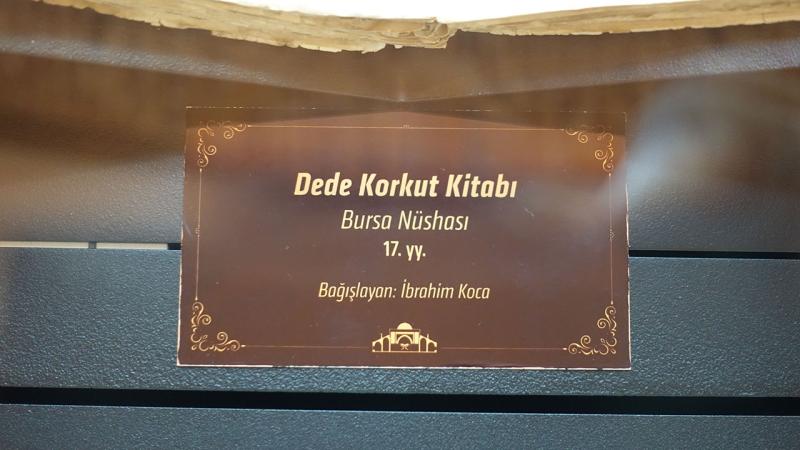 Dede Korkut Kitabı
Bursa Nüshası
17. yy.
Bağışlayan: İbrahim Koca